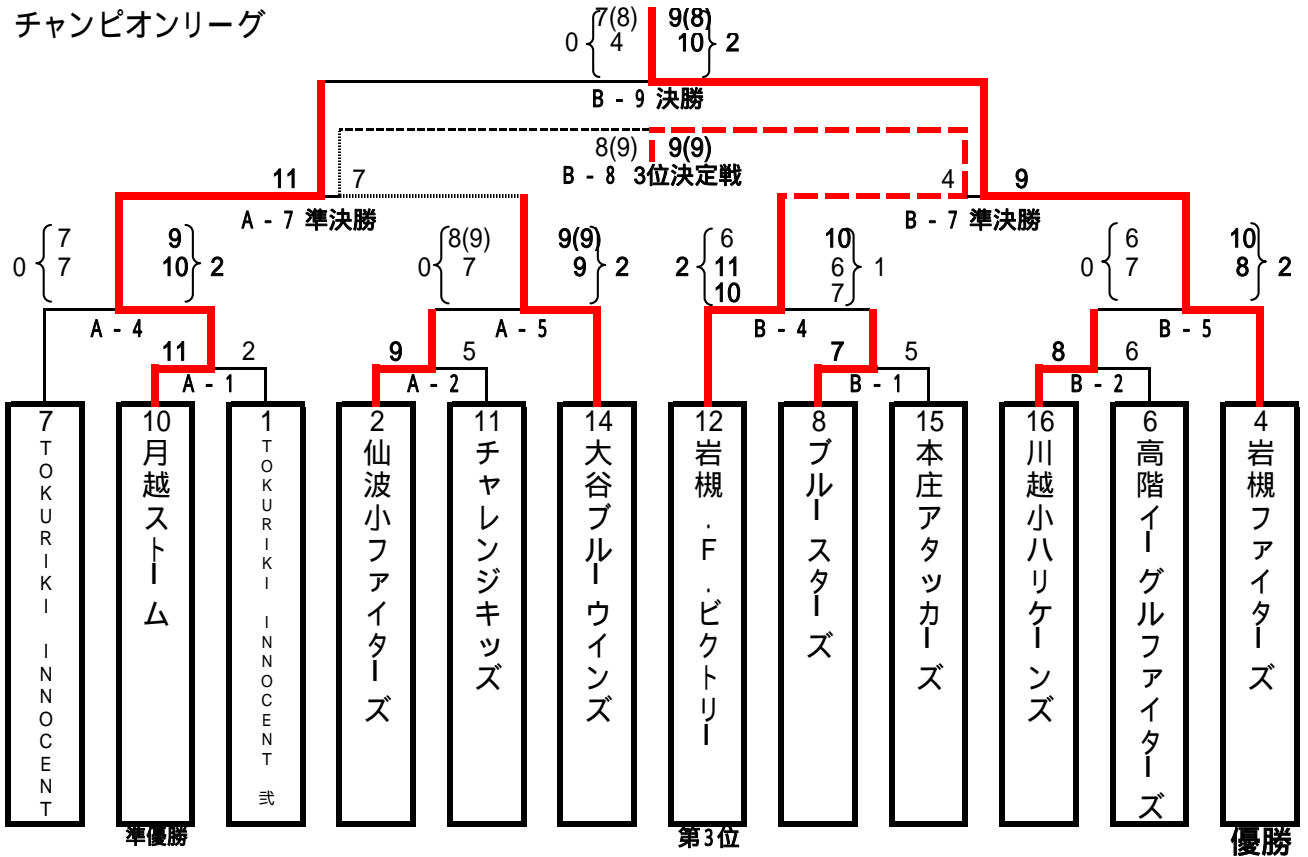 チャンピオンリーグ
7(8) 9(8)
0 4 10 2
B - 9 決勝
8(9) 9(9)
B - 8 3位決定戦
11 7 4 9
A - 7 準決勝 B - 7 準決勝
7 9 8(9) 9(9) 6 10 6 10
0 7 10 2 0 7 9 2 2 11 6 1 0 7 8 2
10 7
A - 4 A - 5 B - 4 B - 5
11 2 9 5 7 5 8 6
A - 1 A - 2 B - 1 B - 2
7 TOKURIKI INNOCENT
10 月越ストーム
1 TOKURIKI INNOCENT 弐
2 仙波小ファイターズ
11 チャレンジキッズ
14 大谷ブルーウインズ
12 岩槻.F.ビクトリー
8 ブルースターズ
15 本庄アタッカーズ
16 川越小ハリケーンズ
6 高階イーグルファイターズ
4 岩槻ファイターズ
準優勝 第3位 優勝